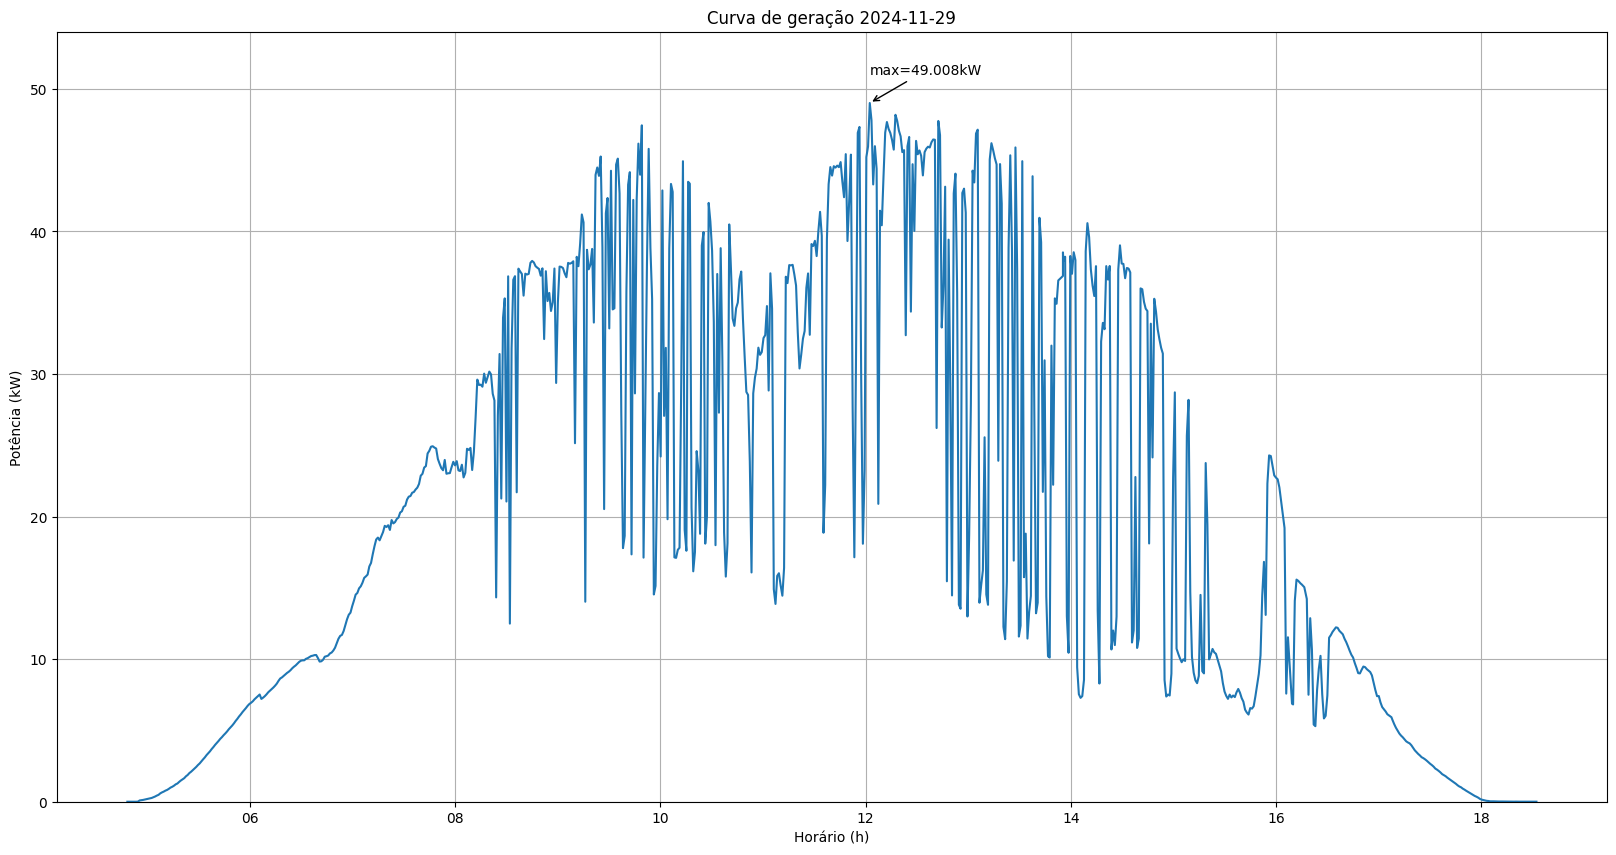 Curva de geração 2024-11-29
max=49.008kW
50
40
30
20
10
0
Potência (kW)
06 08 10 12 14 16 18
Horário (h)